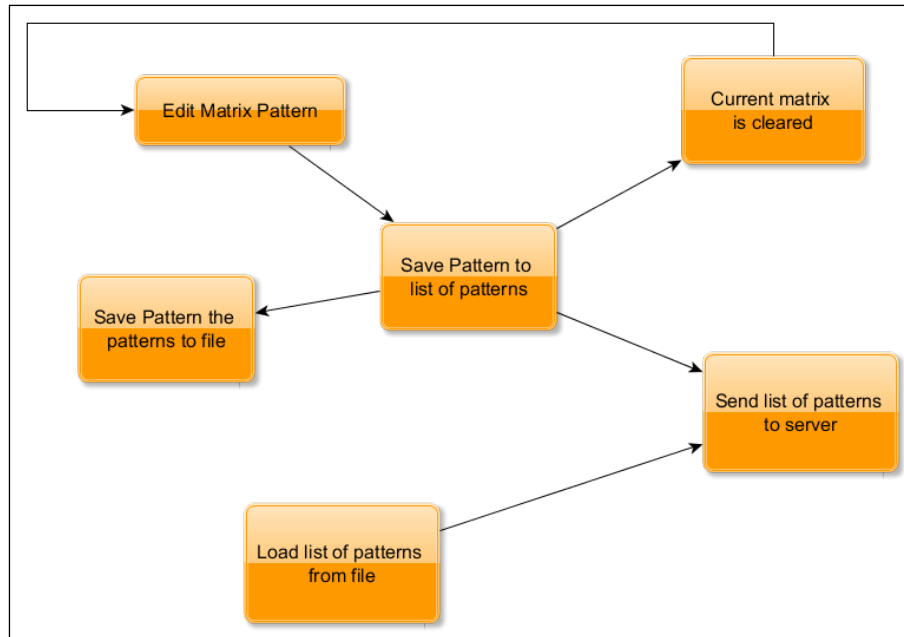 Edit Matrix Pattern
Current matrix
is cleared
Save Pattern to
list of patterns
Save Pattern the
patterns to file
Send list of patterns
to server
Load list of patterns
from file